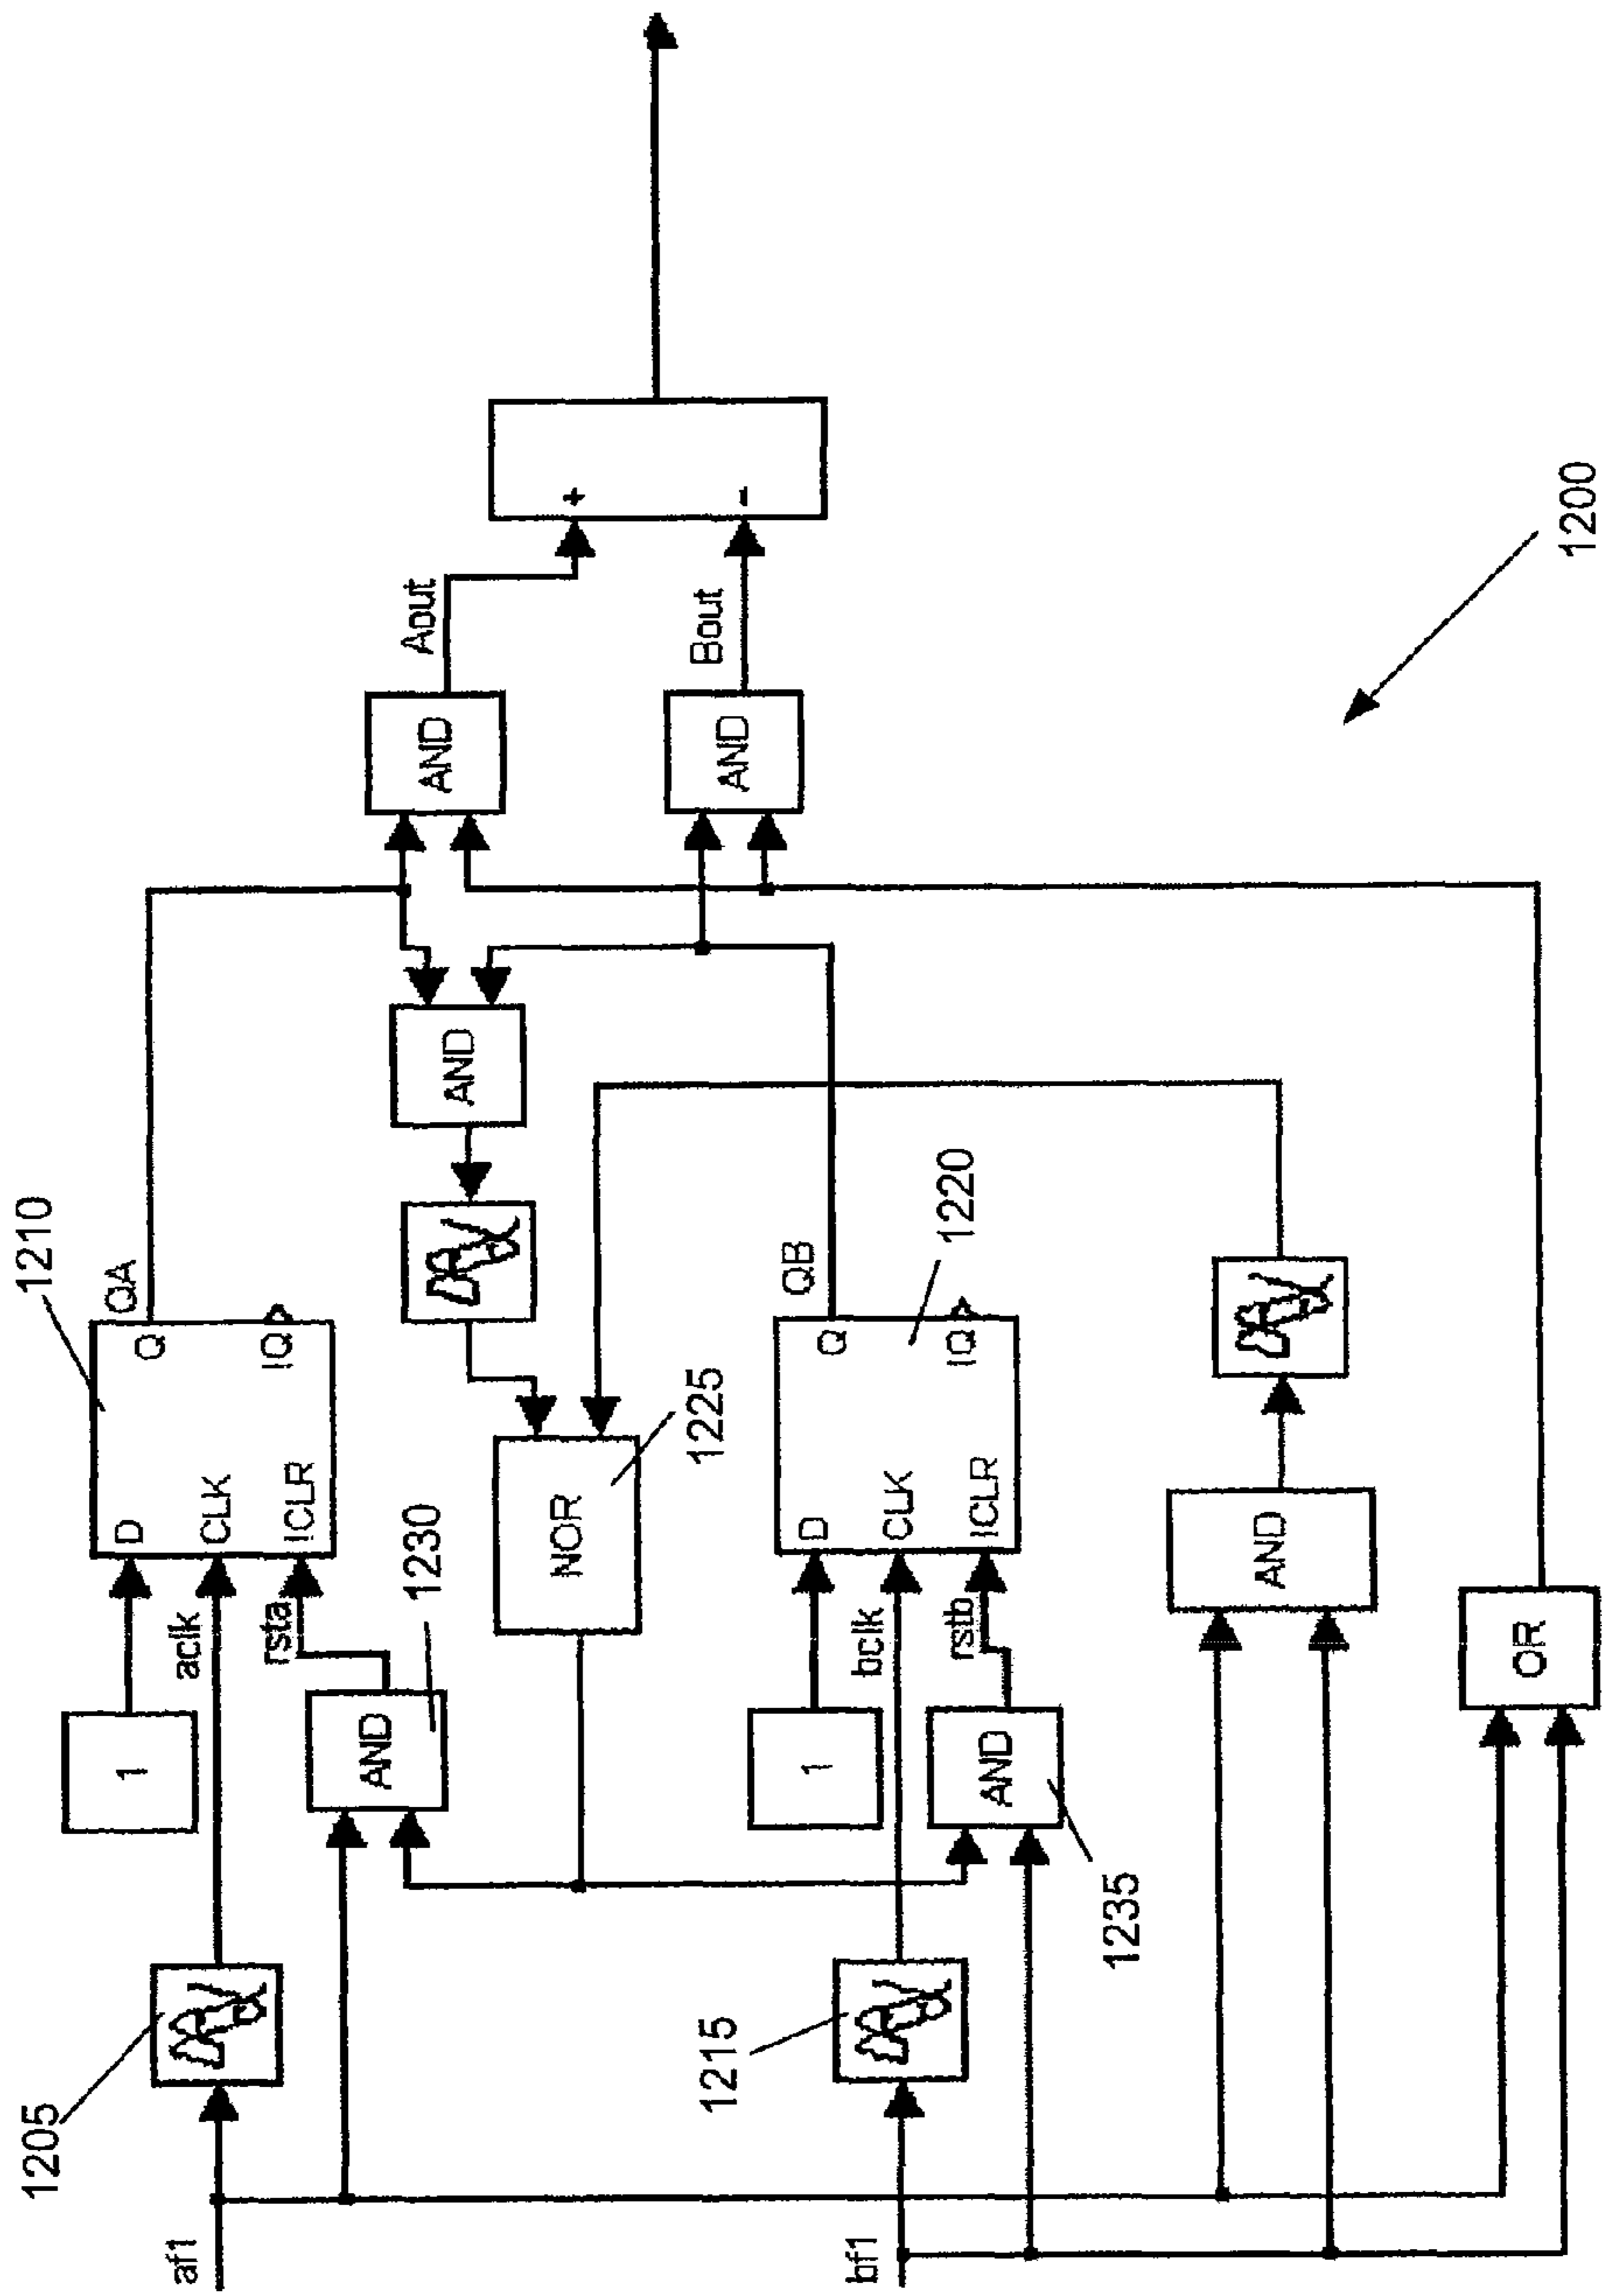 af1
1205
1
aclk
rsta
D
CLK
!CLR
Q
!Q
QA
1210
AND
1230
NOR
1225
AND
AND
Aout
bf1
1215
1
bclk
rstb
D
CLK
!CLR
Q
!Q
QB
1220
AND
1235
AND
Bout
+
-
AND
OR
1200